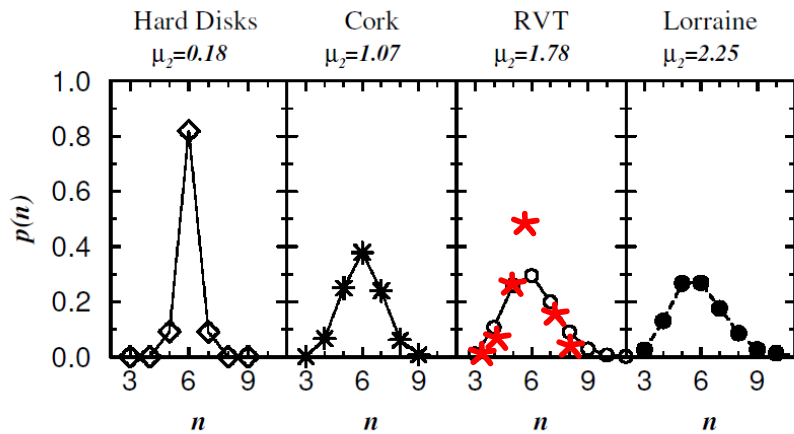 Hard Disks Cork RVT Lorraine
μ₂=0.18 μ₂=1.07 μ₂=1.78 μ₂=2.25
1.0
0.8
0.6
0.4
0.2
0.0
p(n)
3 6 9 3 6 9 3 6 9 3 6 9
n n n n